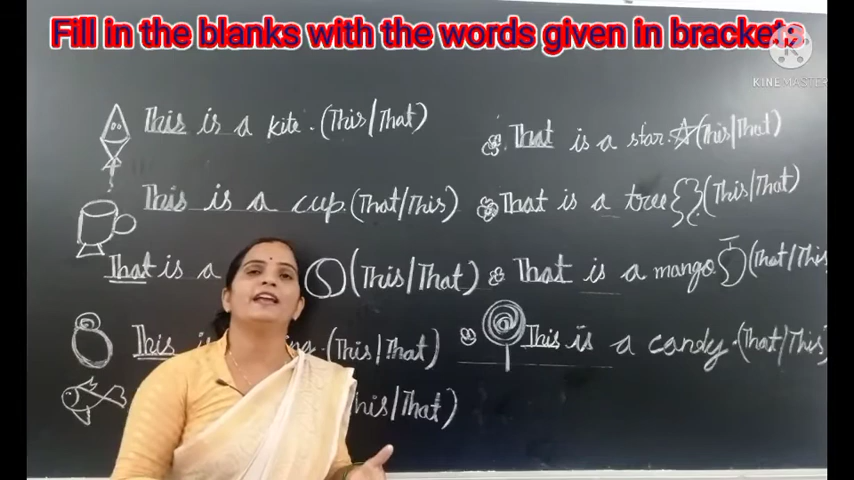 Fill in the blanks with the words given in brackets
KINEMASTER
This is a kite. (This/That)
This is a cup. (That/This)
That is a (This/That)
This is (This/That)
This/That)
That is a star. (This/That)
That is a tree (This/That)
That is a mango (That/This
This is a candy. (That/This)